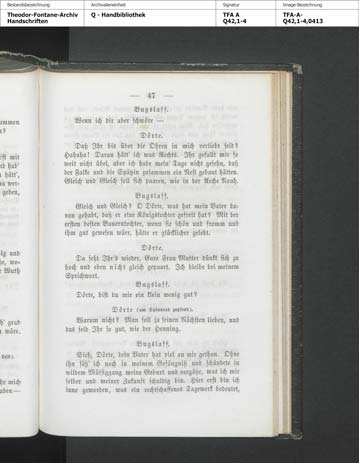 Bestandsbezeichnung
Archivalieneinheit
Signatur
Image-Bezeichnung
Theodor-Fontane-Archiv
Handschriften
Q - Handbibliothek
TFA A
Q42,1-4
TFA-A-
Q42,1-4,0413
— 47 —
Bugslaff.
Wenn ich dir aber schwöre —
Dörte.
Daß Ihr bis über die Ohren in mich verliebt seid?
Hahaha! Daran hätt' ich was Rechts. Ihr gefallt mir so
weit nicht übel, aber ich habe mein' Tage nicht gesehn, daß
der Falke und die Spätzin zusammen ein Nest gebaut hätten.
Gleich und Gleich soll sich paaren, wie in der Arche Noah.
Bugslaff.
Gleich und Gleich? O Dörte, was hat mein Vater da-
von gehabt, daß er eine Königstochter gefreit hat? Mit der
ersten besten Bauerntochter, wenn sie schön und fromm und
ihm gut gewesen wäre, hätte er glücklicher gelebt.
Dörte.
Da seht Ihr's wieder, Eure Frau Mutter dünkt sich zu
hoch und eben nicht gleich gepaart. Ich bleibe bei meinem
Sprichwort.
Bugslaff.
Dörte, bist du mir ein klein wenig gut?
Dörte
Warum nicht? Man soll ja seinen Nächsten lieben, und
das seid Ihr so gut, wie der Henning.
Bugslaff.
Sieh, Dörte, dein Vater hat viel an mir gethan. Ohne
ihn säß' ich noch in meinem Gefängniß und schändete in
wildem Müßiggang meine Geburt und vergäße, was ich mir
selber und meiner Zukunft schuldig bin. Hier erst bin ich
inne geworden, was ein rechtschaffenes Tagewerk bedeutet,